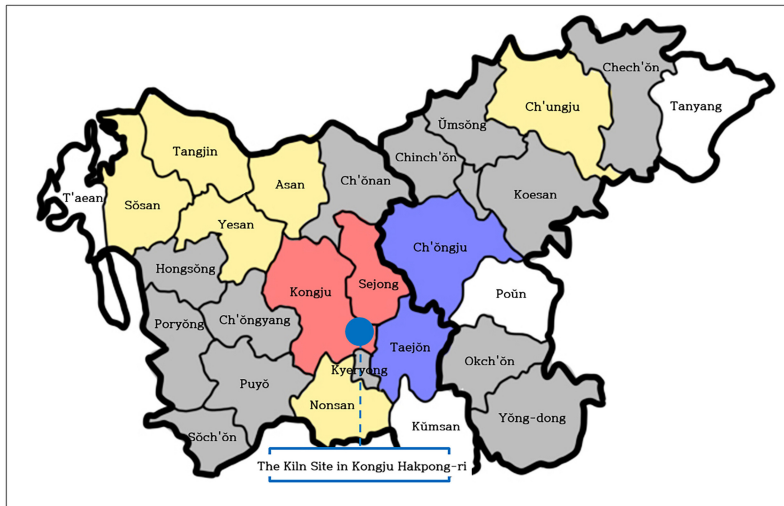 Chech'ŏn
Tanyang
Ch'ungju
Ŭmsŏng
Tangjin
Chinch'ŏn
Asan
Ch'ŏnan
Koesan
T'aean
Sŏsan
Yesan
Ch'ŏngju
Hongsŏng
Sejong
Kongju
Poŭn
Poryŏng
Ch'ŏngyang
Taejŏn
Okch'ŏn
Kyeryong
Puyŏ
Nonsan
Yŏng-dong
Kŭmsan
Sŏch'ŏn
The Kiln Site in Kongju Hakpong-ri